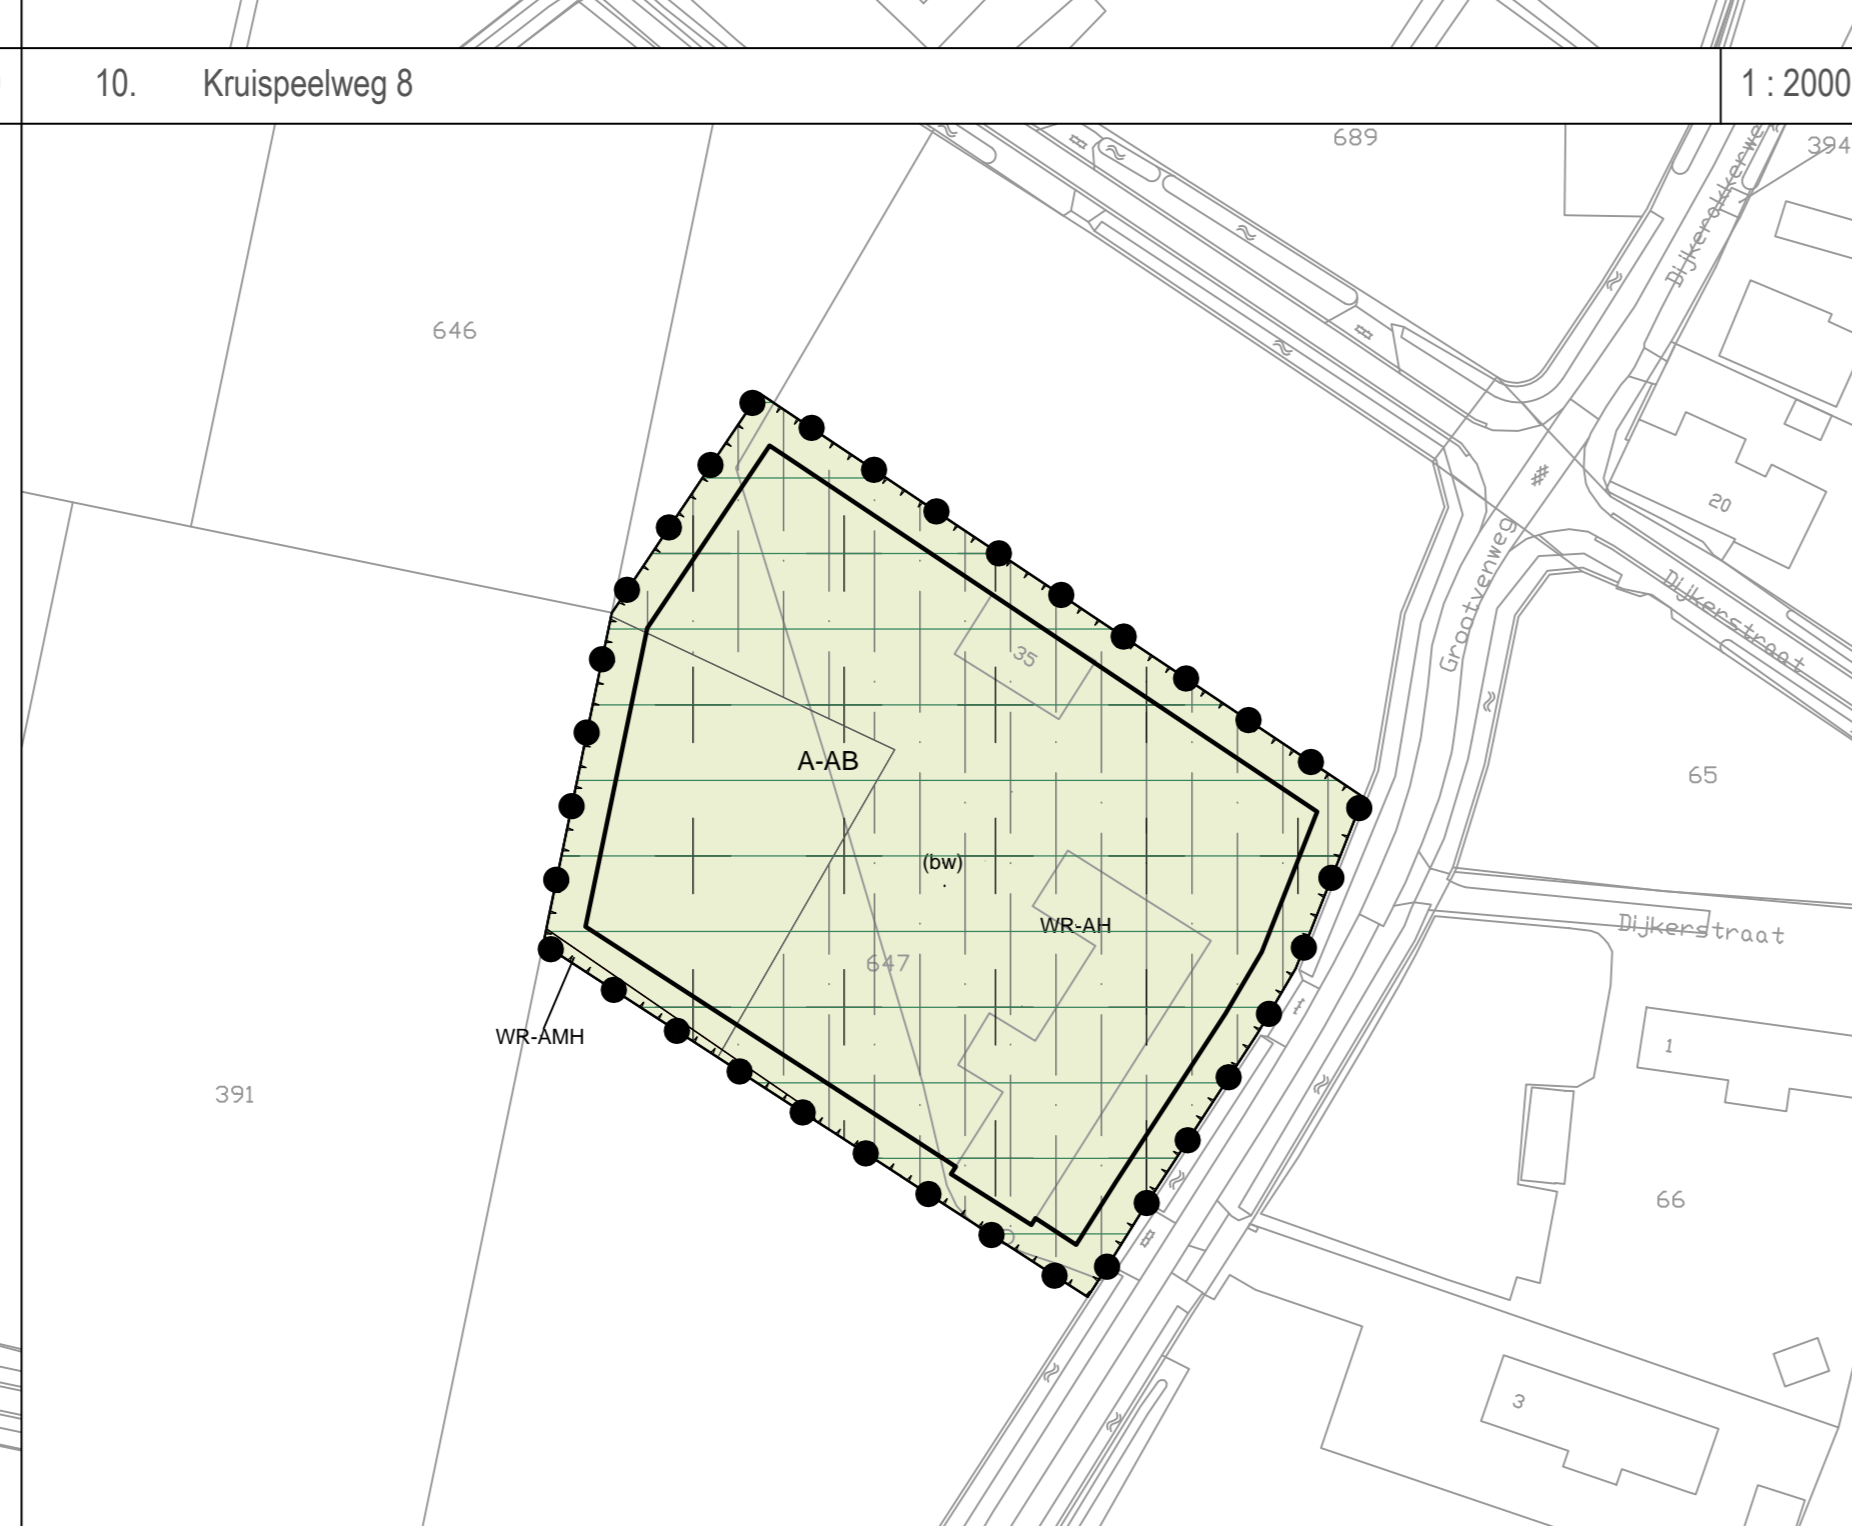 10. Kruispeelweg 8
1 : 2000
689
394
646
20
Grootvenweg
Dijkerstraat
35
A-AB
65
(bw)
WR-AH
Dijkerstraat
647
WR-AMH
1
391
66
3